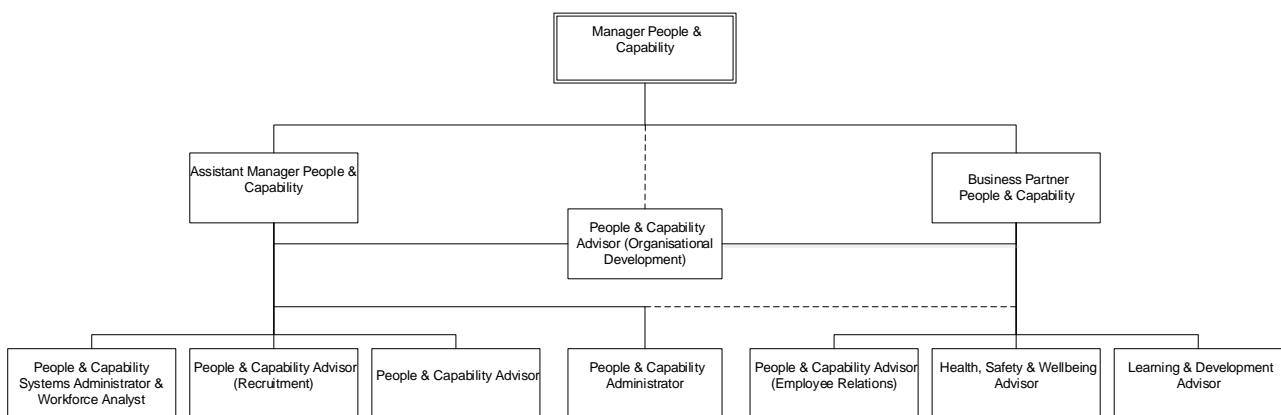 Manager People &
Capability
Assistant Manager People &
Capability
Business Partner
People & Capability
People & Capability
Advisor (Organisational
Development)
People & Capability
Systems Administrator &
Workforce Analyst
People & Capability Advisor
(Recruitment)
People & Capability Advisor
People & Capability
Administrator
People & Capability Advisor
(Employee Relations)
Health, Safety & Wellbeing
Advisor
Learning & Development
Advisor